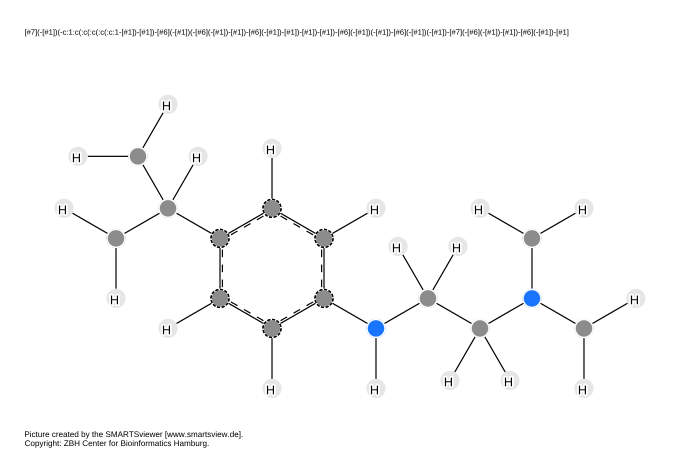 [#7](-[#1])(-c:1:c(:c(:c(:c(:c:1-[#1])-[#1])-[#6](-[#1])(-[#6](-[#1])-[#1])-[#6](-[#1])-[#1])-[#1])-[#1])-[#6](-[#1])(-[#1])-[#6](-[#1])(-[#1])-[#7](-[#6](-[#1])-[#1])-[#6](-[#1])-[#1]
H
H H H
H H H H
H H
H H
H
H H H H H
Picture created by the SMARTSviewer [www.smartsview.de].
Copyright: ZBH Center for Bioinformatics Hamburg.